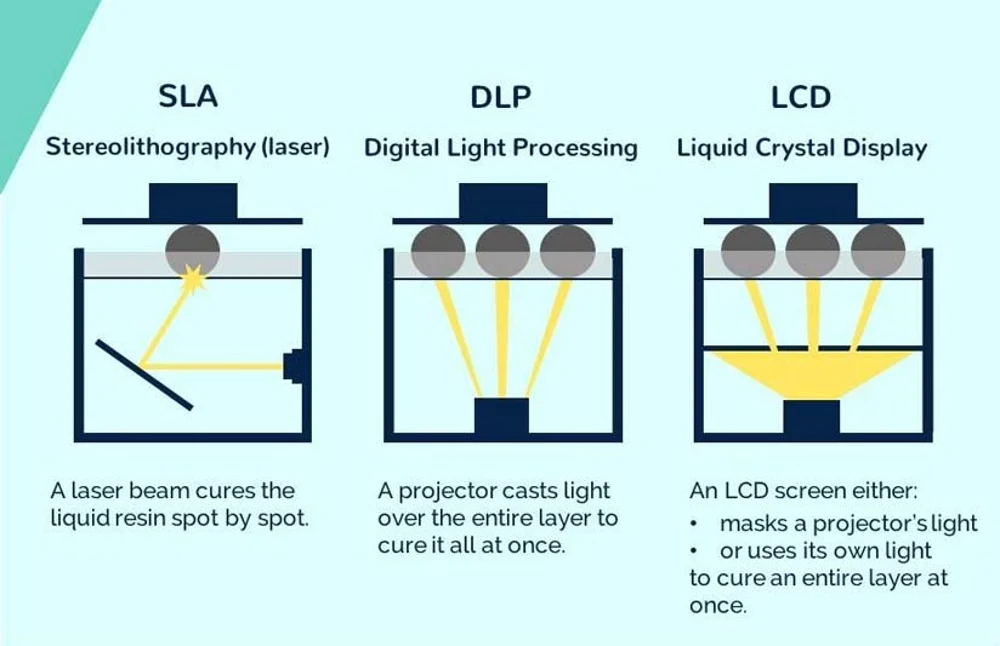 SLA
Stereolithography (laser)
A laser beam cures the
liquid resin spot by spot.
DLP
Digital Light Processing
A projector casts light
over the entire layer to
cure it all at once.
LCD
Liquid Crystal Display
An LCD screen either:
• masks a projector's light
• or uses its own light
to cure an entire layer at
once.